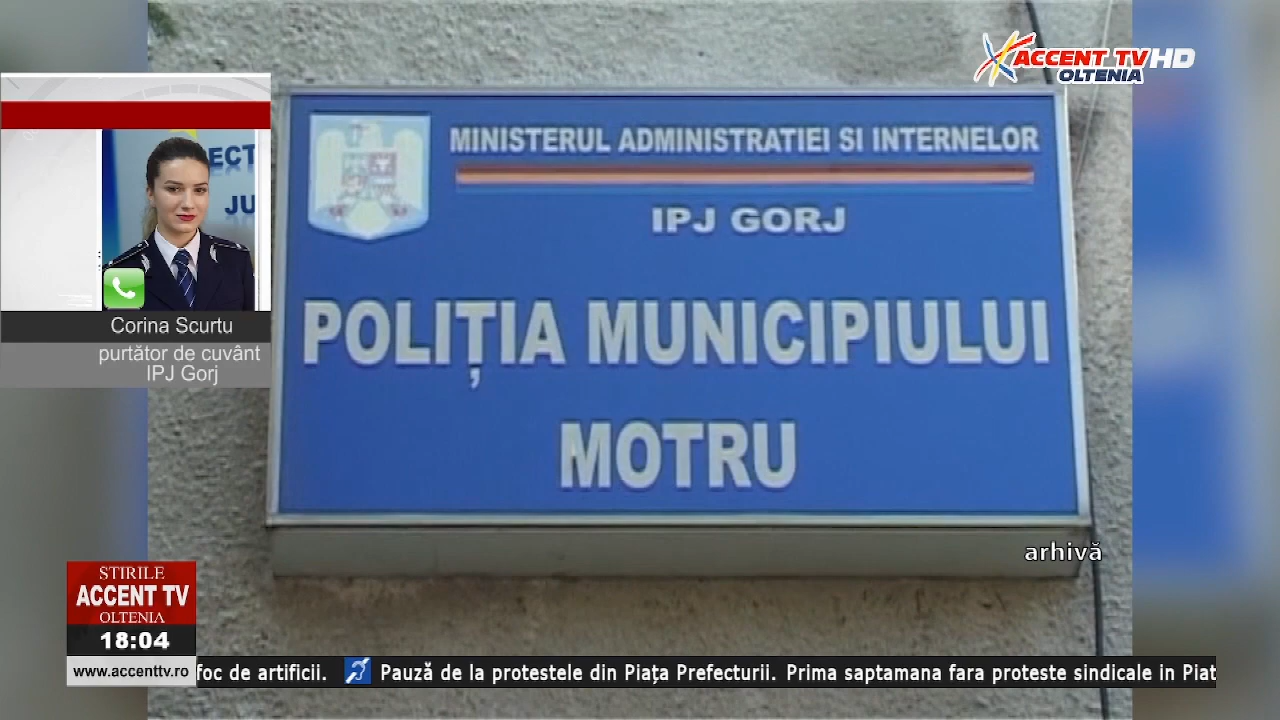 ACCENT TV HD
OLTENIA
MINISTERUL ADMINISTRATIEI SI INTERNELOR
IPJ GORJ
POLIȚIA MUNICIPIULUI
MOTRU
ECT
JU
Corina Scurtu
purtător de cuvânt
IPJ Gorj
arhivă
STIRILE
ACCENT TV
OLTENIA
18:04
www.accenttv.ro
foc de artificii. Pauză de la protestele din Piața Prefecturii. Prima saptamana fara proteste sindicale in Piat